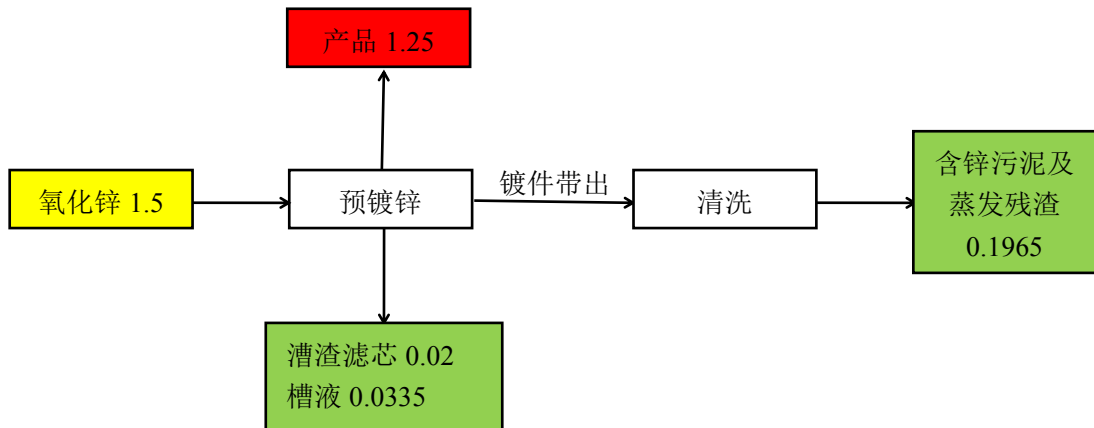 产品 1.25
氧化锌 1.5
预镀锌
镀件带出
清洗
含锌污泥及
蒸发残渣
0.1965
漕渣滤芯 0.02
槽液 0.0335